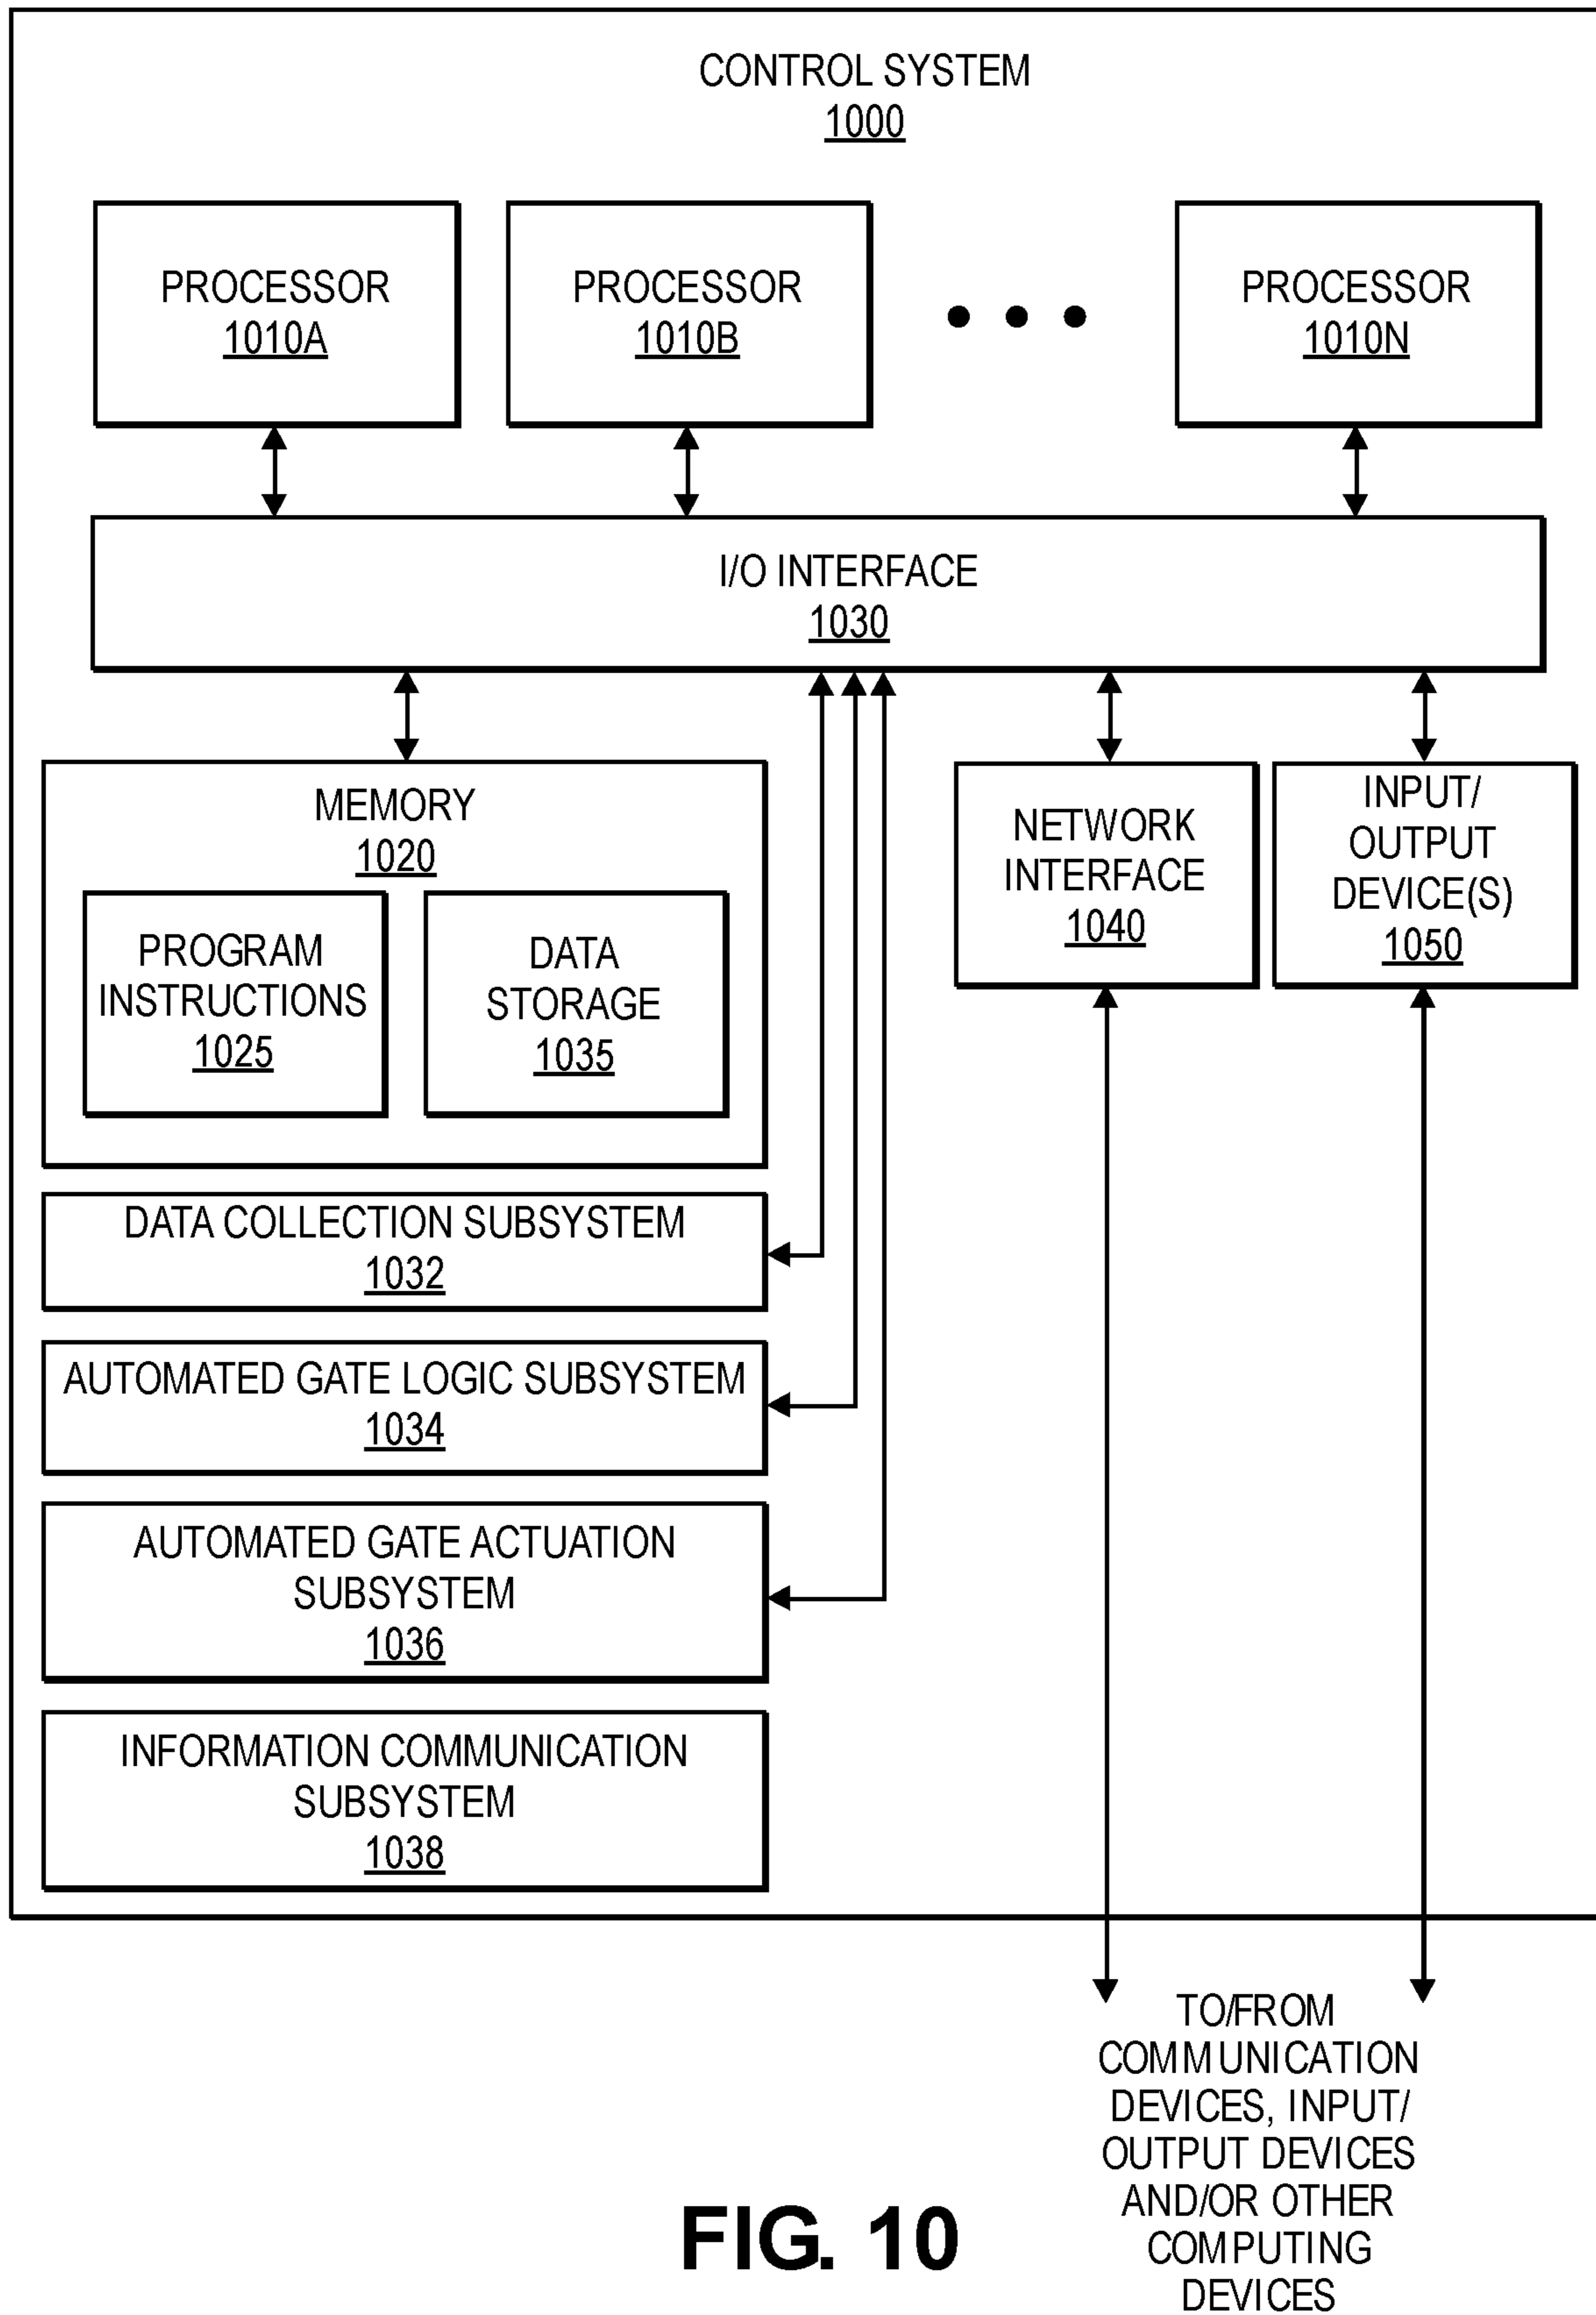 CONTROL SYSTEM
1000
PROCESSOR
1010A
PROCESSOR
1010B
PROCESSOR
1010N
I/O INTERFACE
1030
MEMORY
1020
PROGRAM
INSTRUCTIONS
1025
DATA
STORAGE
1035
NETWORK
INTERFACE
1040
INPUT/
OUTPUT
DEVICE(S)
1050
DATA COLLECTION SUBSYSTEM
1032
AUTOMATED GATE LOGIC SUBSYSTEM
1034
AUTOMATED GATE ACTUATION
SUBSYSTEM
1036
INFORMATION COMMUNICATION
SUBSYSTEM
1038
TO/FROM
COMMUNICATION
DEVICES, INPUT/
OUTPUT DEVICES
AND/OR OTHER
COMPUTING
DEVICES
FIG. 10